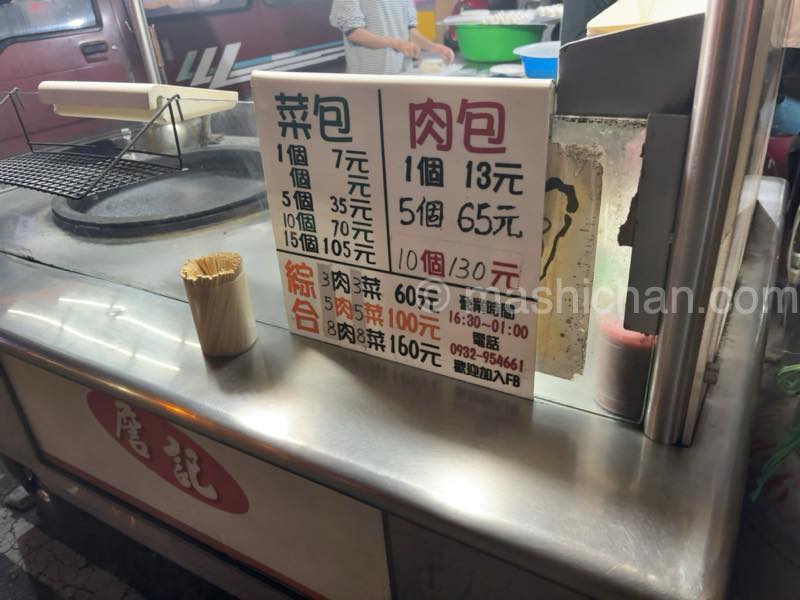 菜包
1個 7元
個 元
5個 35元
10個 70元
15個 105元
肉包
1個 13元
5個 65元
10個 130元
綜合
3肉3菜 60元
5肉5菜 100元
8肉8菜 160元
時間
16:30~01:00
電話
0932-954661
歡迎加入FB
詹記
© mashichan.com